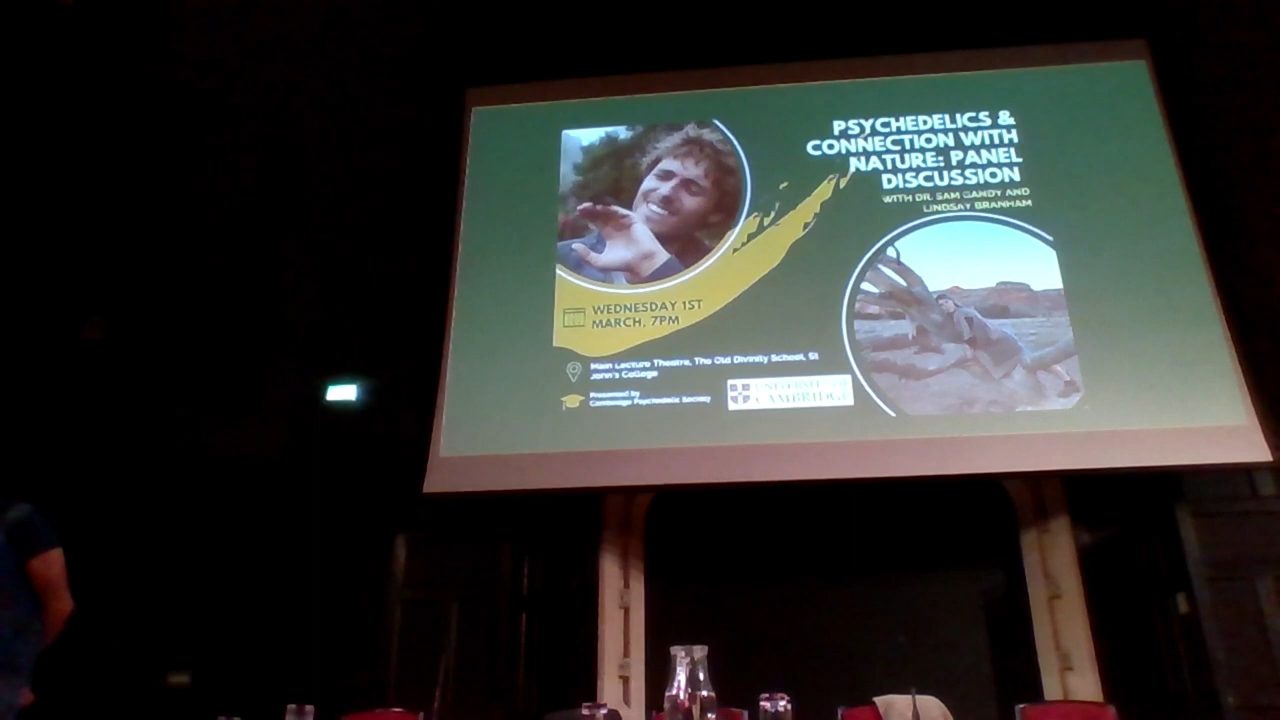 PSYCHEDELICS &
CONNECTION WITH
NATURE: PANEL
DISCUSSION
WITH DR. SAM GANDY AND
LINDSAY BRANHAM
WEDNESDAY 1ST
MARCH, 7PM
Main Lecture Theatre, The Old Divinity School, St
John's College
Presented by
Cambridge Psychedelic Society
UNIVERSITY OF
CAMBRIDGE